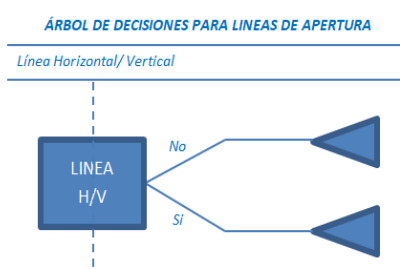 ÁRBOL DE DECISIONES PARA LINEAS DE APERTURA
Línea Horizontal/ Vertical
No
LINEA
H/V
Sí